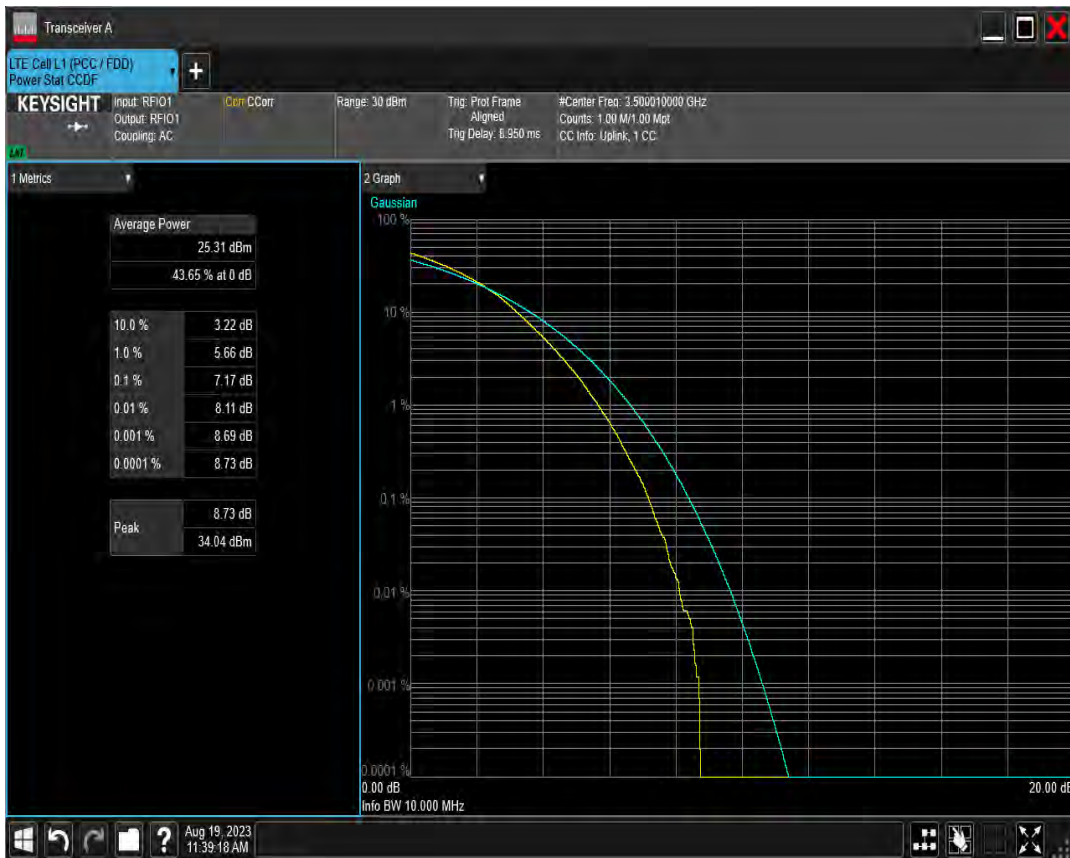 Transceiver A
LTE Cell L1 (PCC / FDD)
Power Stat CCDF
+
KEYSIGHT
Input: RFIO1
Output: RFIO1
Coupling: AC
Corr CCorr
Range: 30 dBm
Trig: Prot Frame
Aligned
Trig Delay: 8.950 ms
#Center Freq: 3.500010000 GHz
Counts: 1.00 M/1.00 Mpt
CC Info: Uplink, 1 CC
1 Metrics
Average Power
25.31 dBm
43.65 % at 0 dB
10.0 % 3.22 dB
1.0 % 5.66 dB
0.1 % 7.17 dB
0.01 % 8.11 dB
0.001 % 8.69 dB
0.0001 % 8.73 dB
Peak
8.73 dB
34.04 dBm
2 Graph
Gaussian
100 %
10 %
1 %
0.1 %
0.01 %
0.001 %
0.0001 %
0.00 dB
20.00 dB
Info BW 10.000 MHz
?
Aug 19, 2023
11:39:18 AM